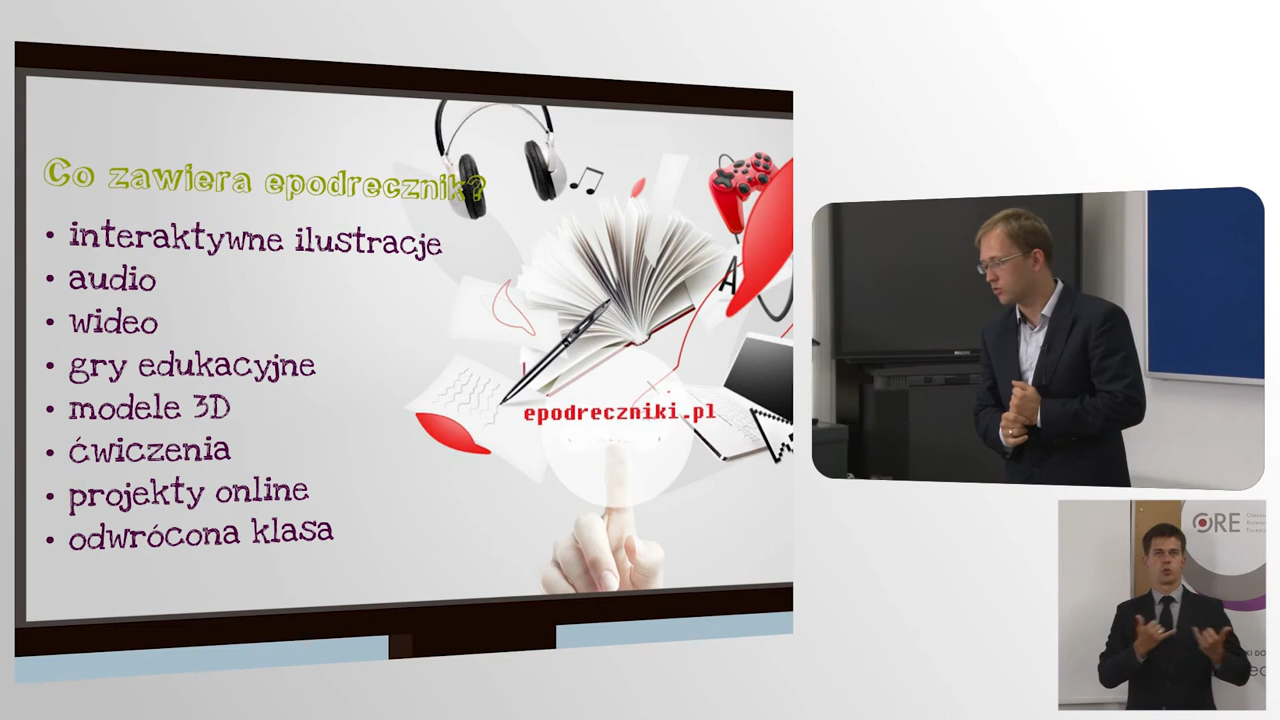 Co zawiera epodrecznik?
• interaktywne ilustracje
• audio
• wideo
• gry edukacyjne
• modele 3D
• ćwiczenia
• projekty online
• odwrócona klasa
A
epodreczniki.pl
ORE